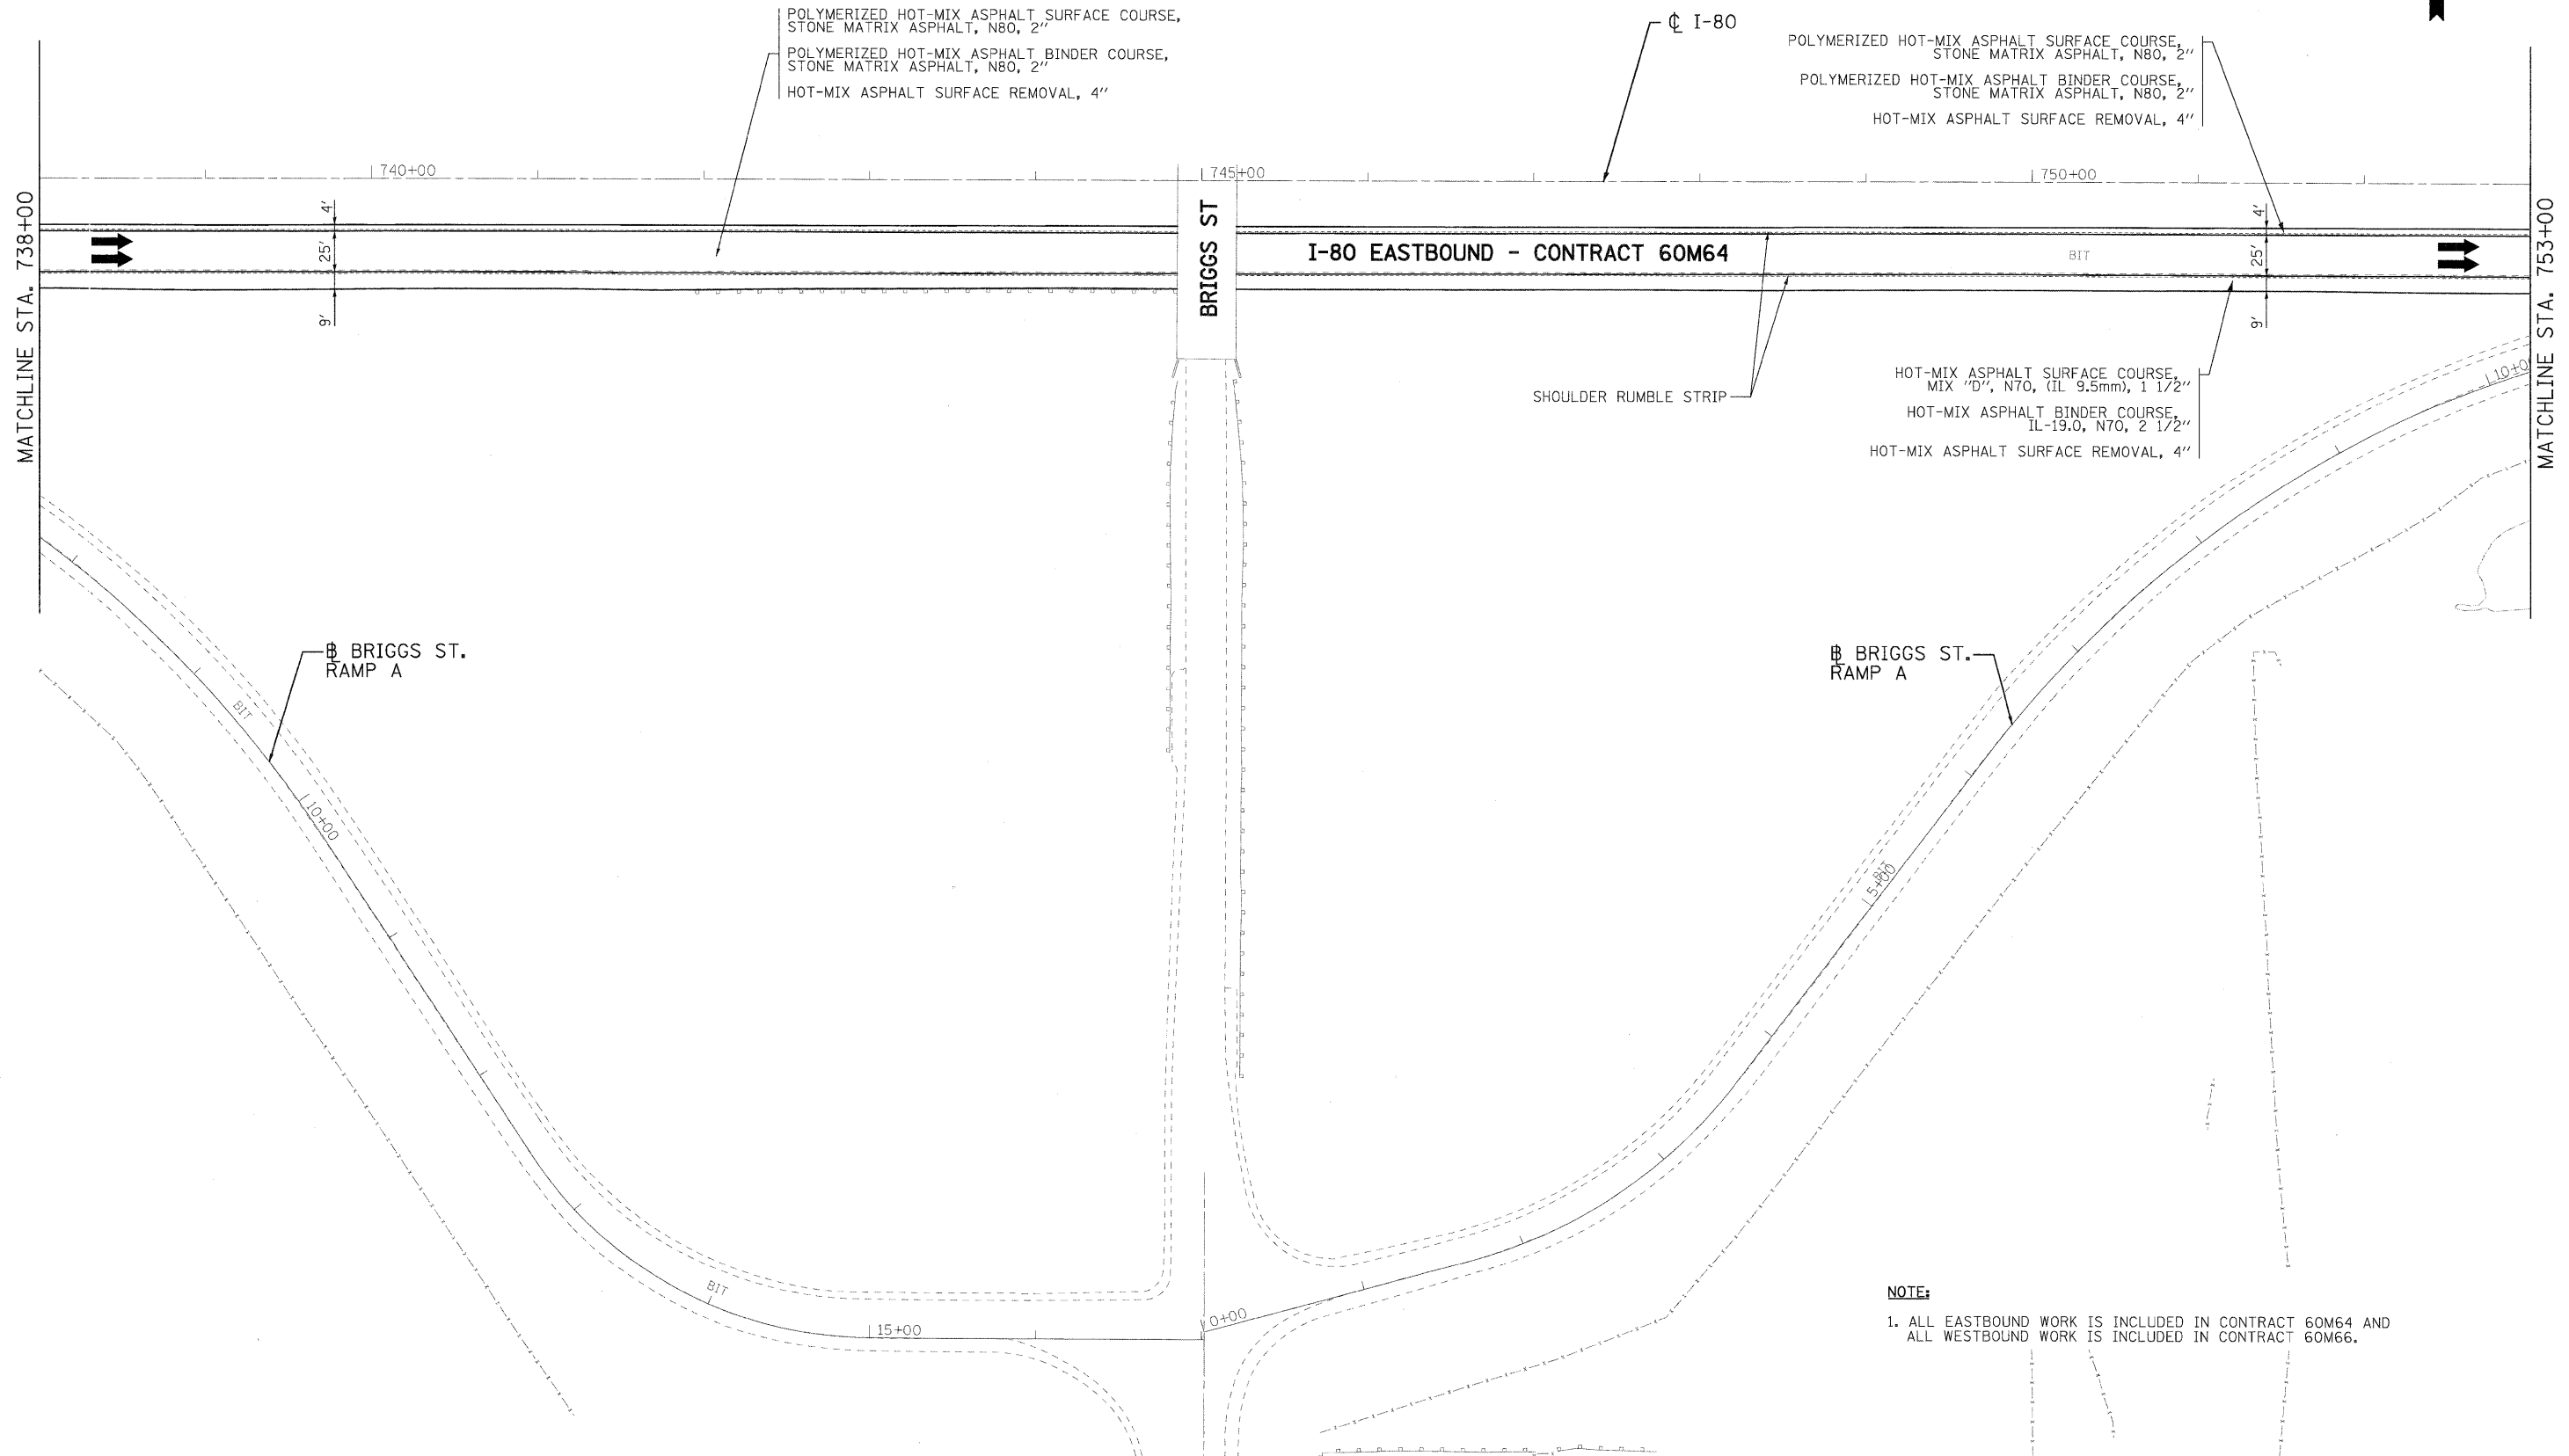 POLYMERIZED HOT-MIX ASPHALT SURFACE COURSE,
STONE MATRIX ASPHALT, N80, 2"
POLYMERIZED HOT-MIX ASPHALT BINDER COURSE,
STONE MATRIX ASPHALT, N80, 2"
HOT-MIX ASPHALT SURFACE REMOVAL, 4"
℄ I-80
POLYMERIZED HOT-MIX ASPHALT SURFACE COURSE,
STONE MATRIX ASPHALT, N80, 2"
POLYMERIZED HOT-MIX ASPHALT BINDER COURSE,
STONE MATRIX ASPHALT, N80, 2"
HOT-MIX ASPHALT SURFACE REMOVAL, 4"
740+00
745+00
750+00
MATCHLINE STA. 738+00
4'
25'
9'
BRIGGS ST
I-80 EASTBOUND - CONTRACT 60M64
BIT
4'
25'
9'
MATCHLINE STA. 753+00
SHOULDER RUMBLE STRIP
HOT-MIX ASPHALT SURFACE COURSE,
MIX "D", N70, (IL 9.5mm), 1 1/2"
HOT-MIX ASPHALT BINDER COURSE,
IL-19.0, N70, 2 1/2"
HOT-MIX ASPHALT SURFACE REMOVAL, 4"
10+0
BL BRIGGS ST.
RAMP A
BL BRIGGS ST.
RAMP A
BIT
10+00
BIT
5+00
BIT
15+00
0+00
NOTE:
1. ALL EASTBOUND WORK IS INCLUDED IN CONTRACT 60M64 AND
ALL WESTBOUND WORK IS INCLUDED IN CONTRACT 60M66.